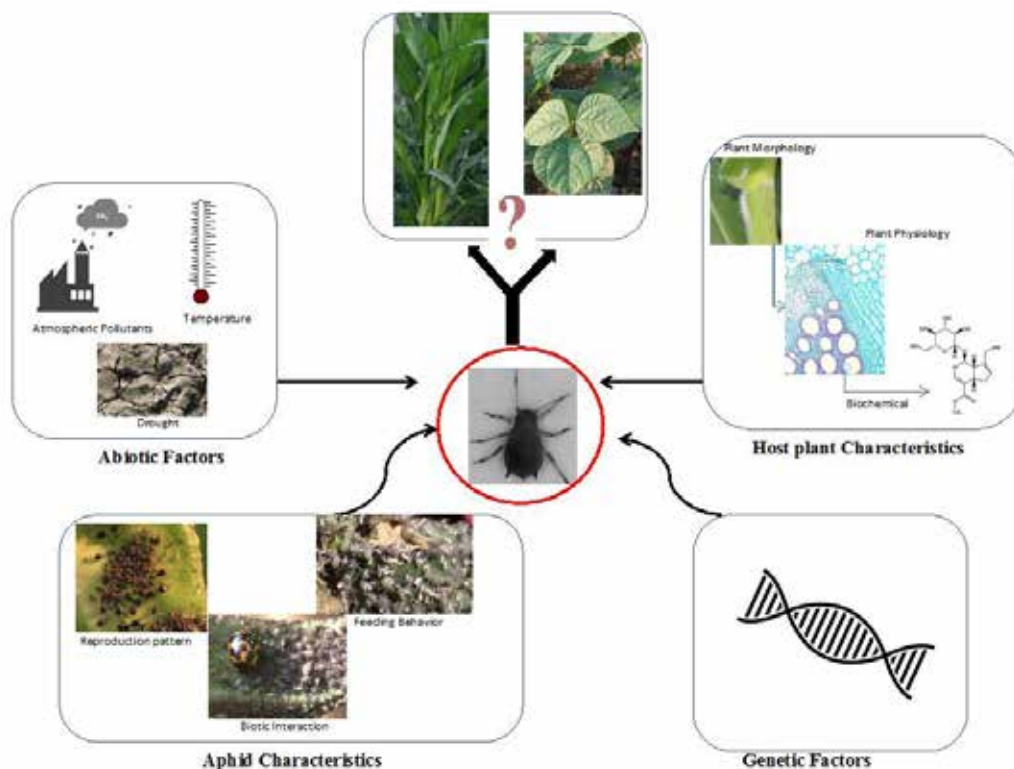 ?
Plant Morphology
Plant Physiology
Atmospheric Pollutants
Temperature
Drought
Biochemical
Abiotic Factors
Host plant Characteristics
Reproduction pattern
Feeding Behavior
Biotic Interaction
Aphid Characteristics
Genetic Factors